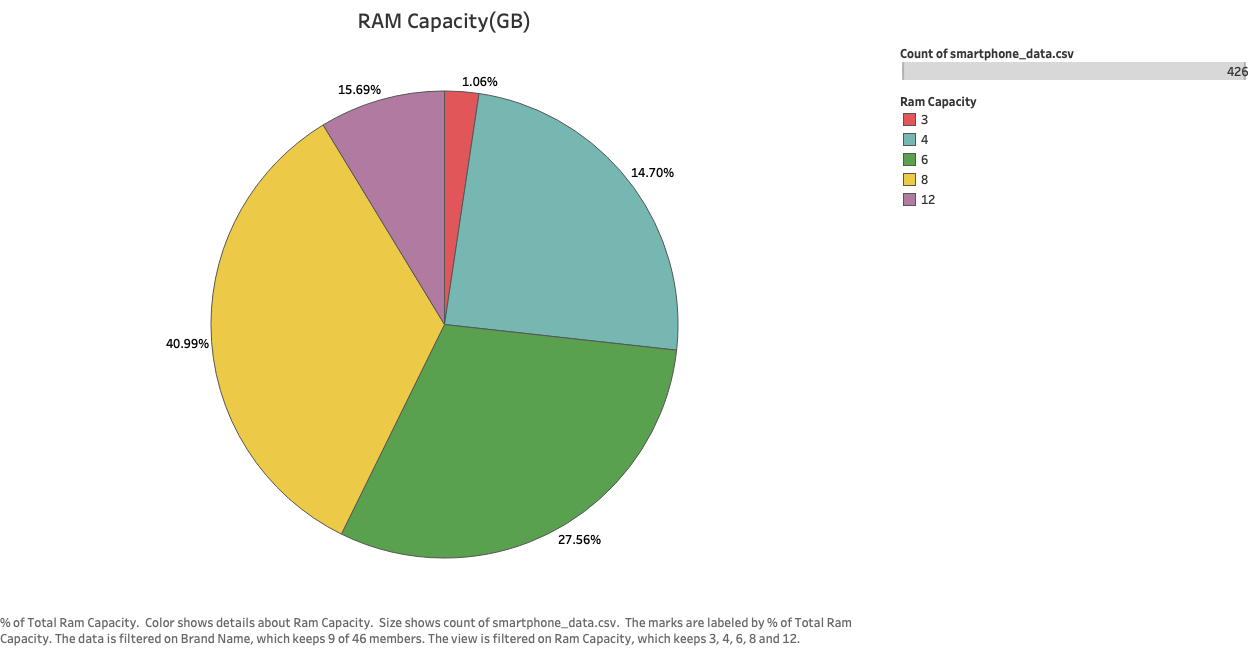 RAM Capacity(GB)
Count of smartphone_data.csv
426
Ram Capacity
3
4
6
8
12
1.06%
15.69%
14.70%
40.99%
27.56%
% of Total Ram Capacity.  Color shows details about Ram Capacity.  Size shows count of smartphone_data.csv.  The marks are labeled by % of Total Ram
Capacity. The data is filtered on Brand Name, which keeps 9 of 46 members. The view is filtered on Ram Capacity, which keeps 3, 4, 6, 8 and 12.